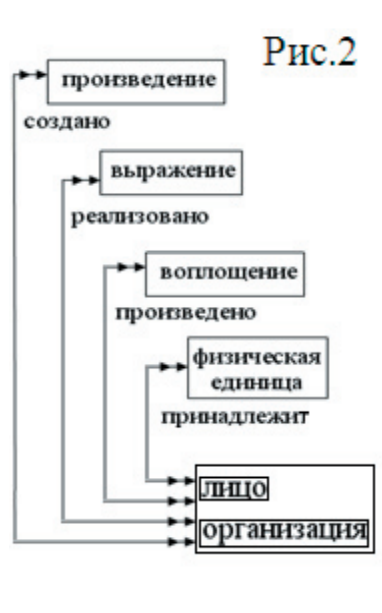 Рис.2
произведение
создано
выражение
реализовано
воплощение
произведено
физическая
единица
принадлежит
лицо
организация